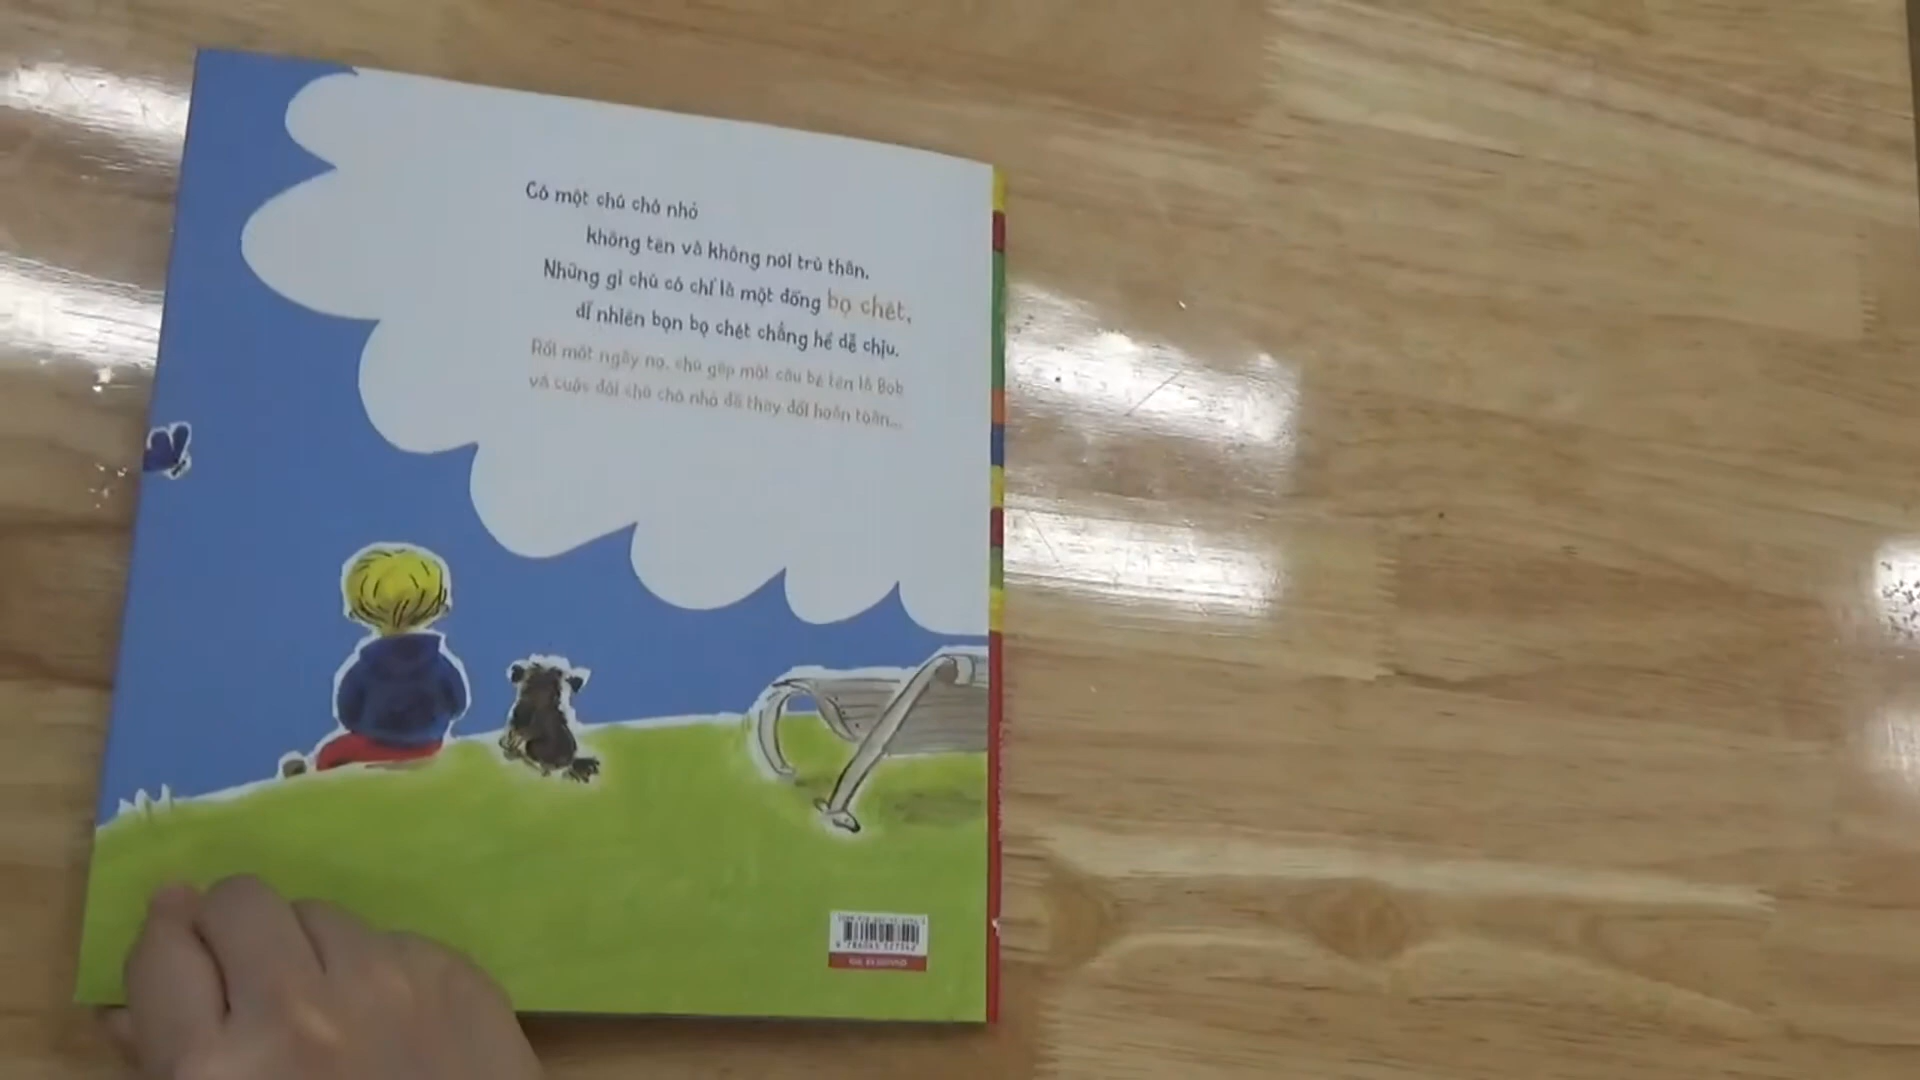 Có một chú chó nhỏ
không tên và không nơi trú thân.
Những gì chú có chỉ là một đống bọ chét,
dĩ nhiên bọn bọ chét chẳng hề dễ chịu.
Rồi một ngày nọ, chú gặp một cậu bé tên là Bob
và cuộc đời chú chó nhỏ đã thay đổi hoàn toàn...